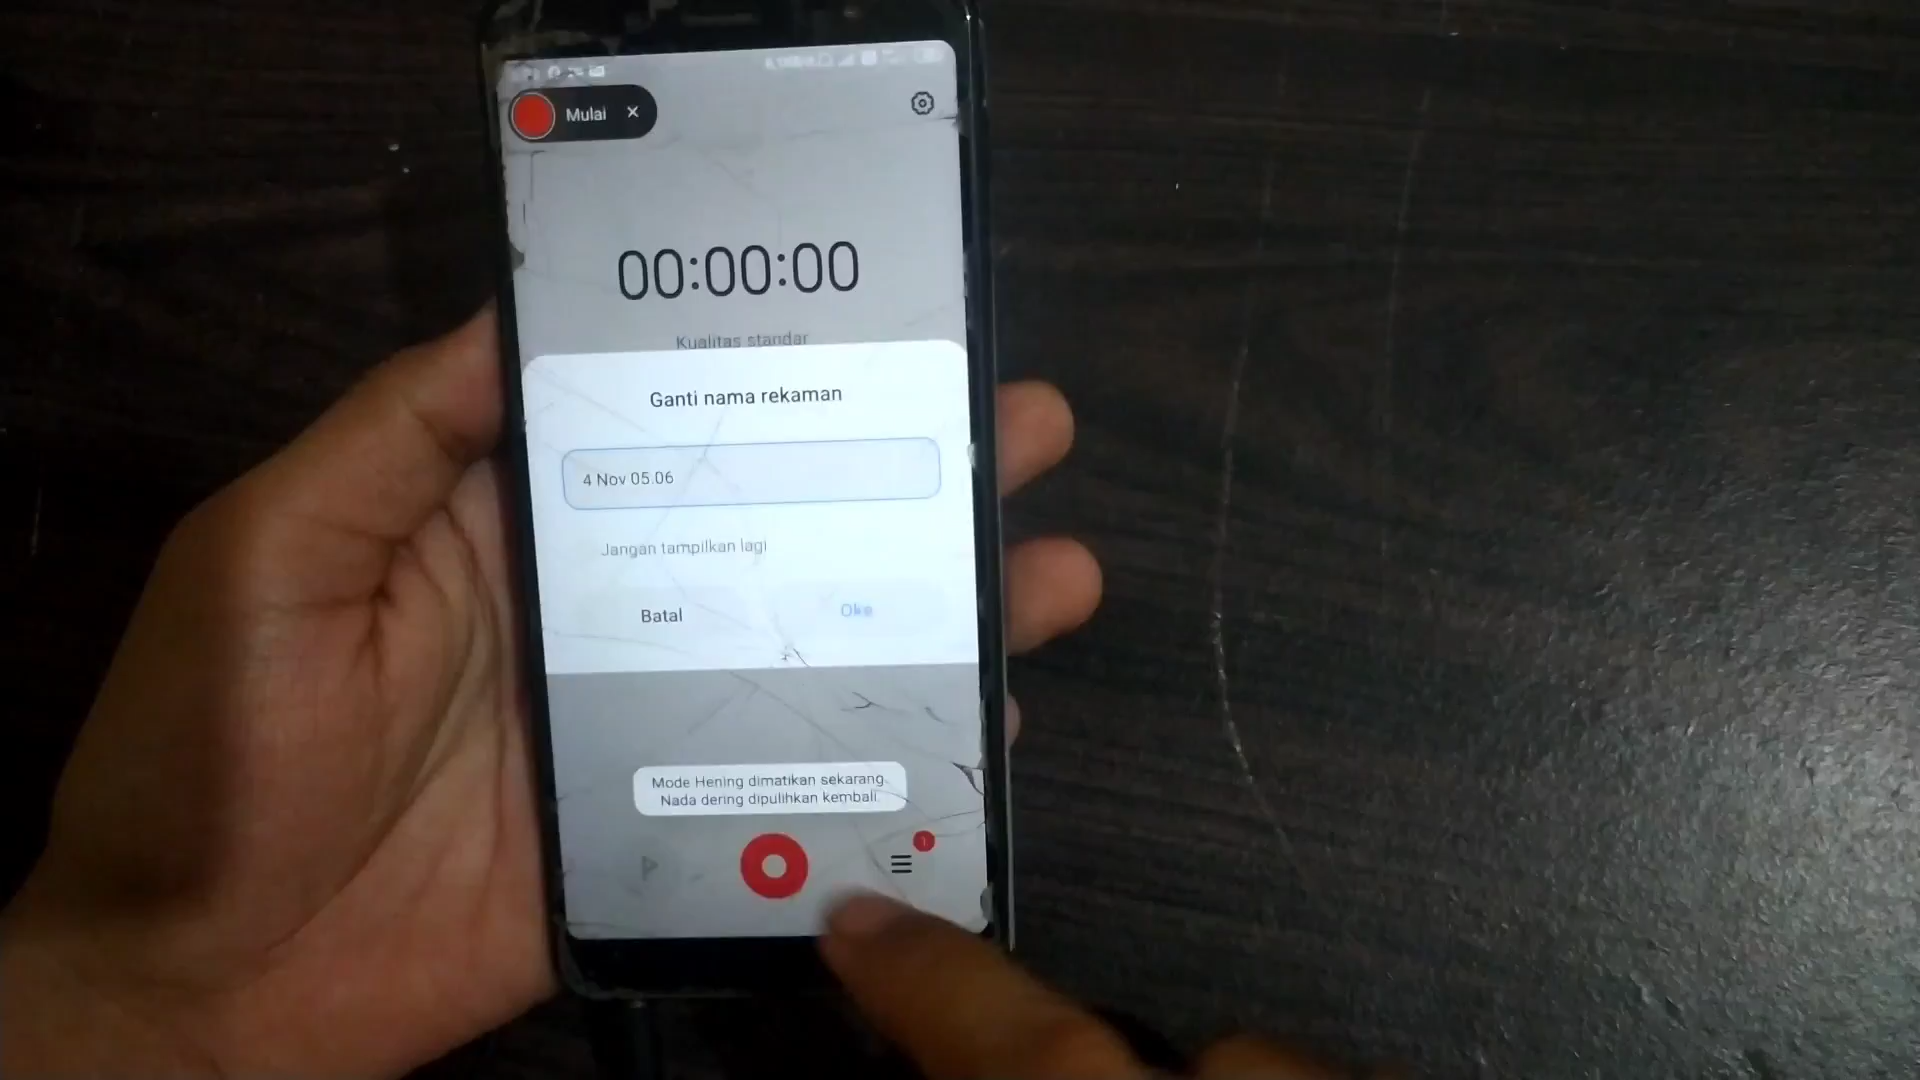 Mulai ×
00:00:00
Kualitas standar
Ganti nama rekaman
4 Nov 05.06
Jangan tampilkan lagi
Batal
Oke
Mode Hening dimatikan sekarang.
Nada dering dipulihkan kembali.
1